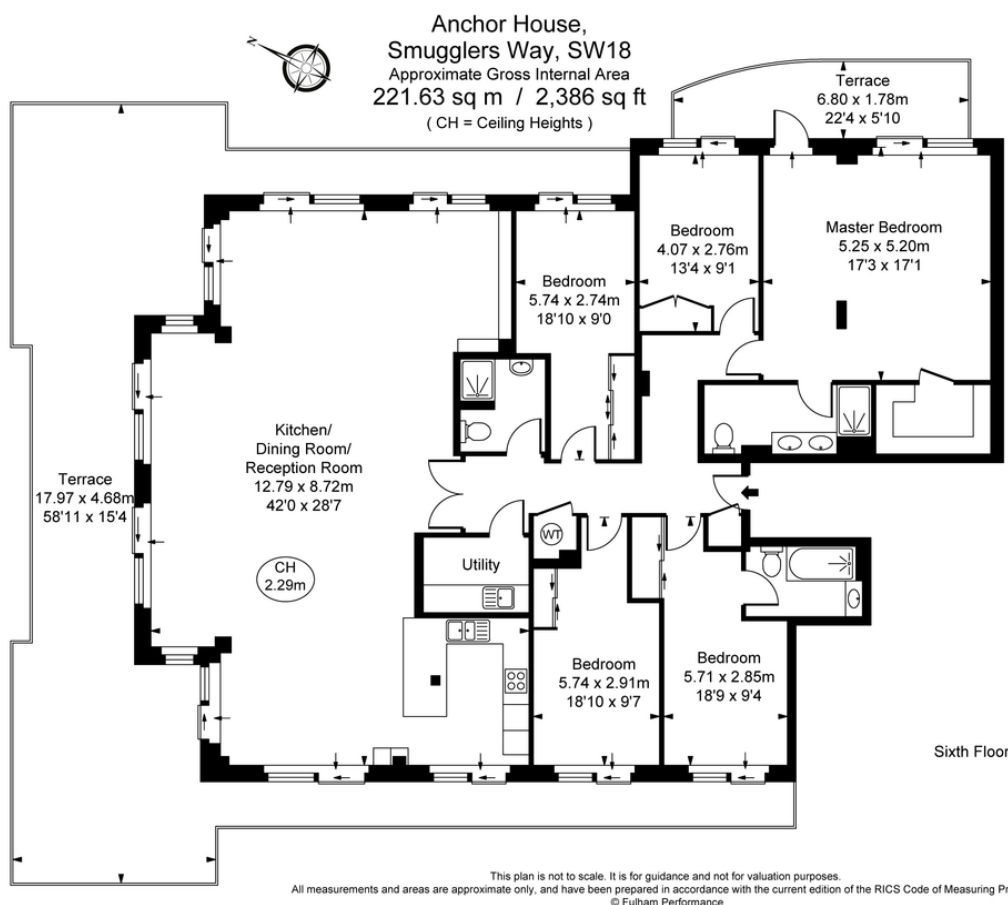 Anchor House,
Smugglers Way, SW18
Approximate Gross Internal Area
221.63 sq m / 2,386 sq ft
( CH = Ceiling Heights )
N
Terrace
6.80 x 1.78m
22'4 x 5'10
Bedroom
4.07 x 2.76m
13'4 x 9'1
Master Bedroom
5.25 x 5.20m
17'3 x 17'1
Bedroom
5.74 x 2.74m
18'10 x 9'0
Kitchen/
Dining Room/
Reception Room
12.79 x 8.72m
42'0 x 28'7
Terrace
17.97 x 4.68m
58'11 x 15'4
CH
2.29m
WT
Utility
Bedroom
5.74 x 2.91m
18'10 x 9'7
Bedroom
5.71 x 2.85m
18'9 x 9'4
Sixth Floor
This plan is not to scale. It is for guidance and not for valuation purposes.
All measurements and areas are approximate only, and have been prepared in accordance with the current edition of the RICS Code of Measuring Pr
© Fulham Performance